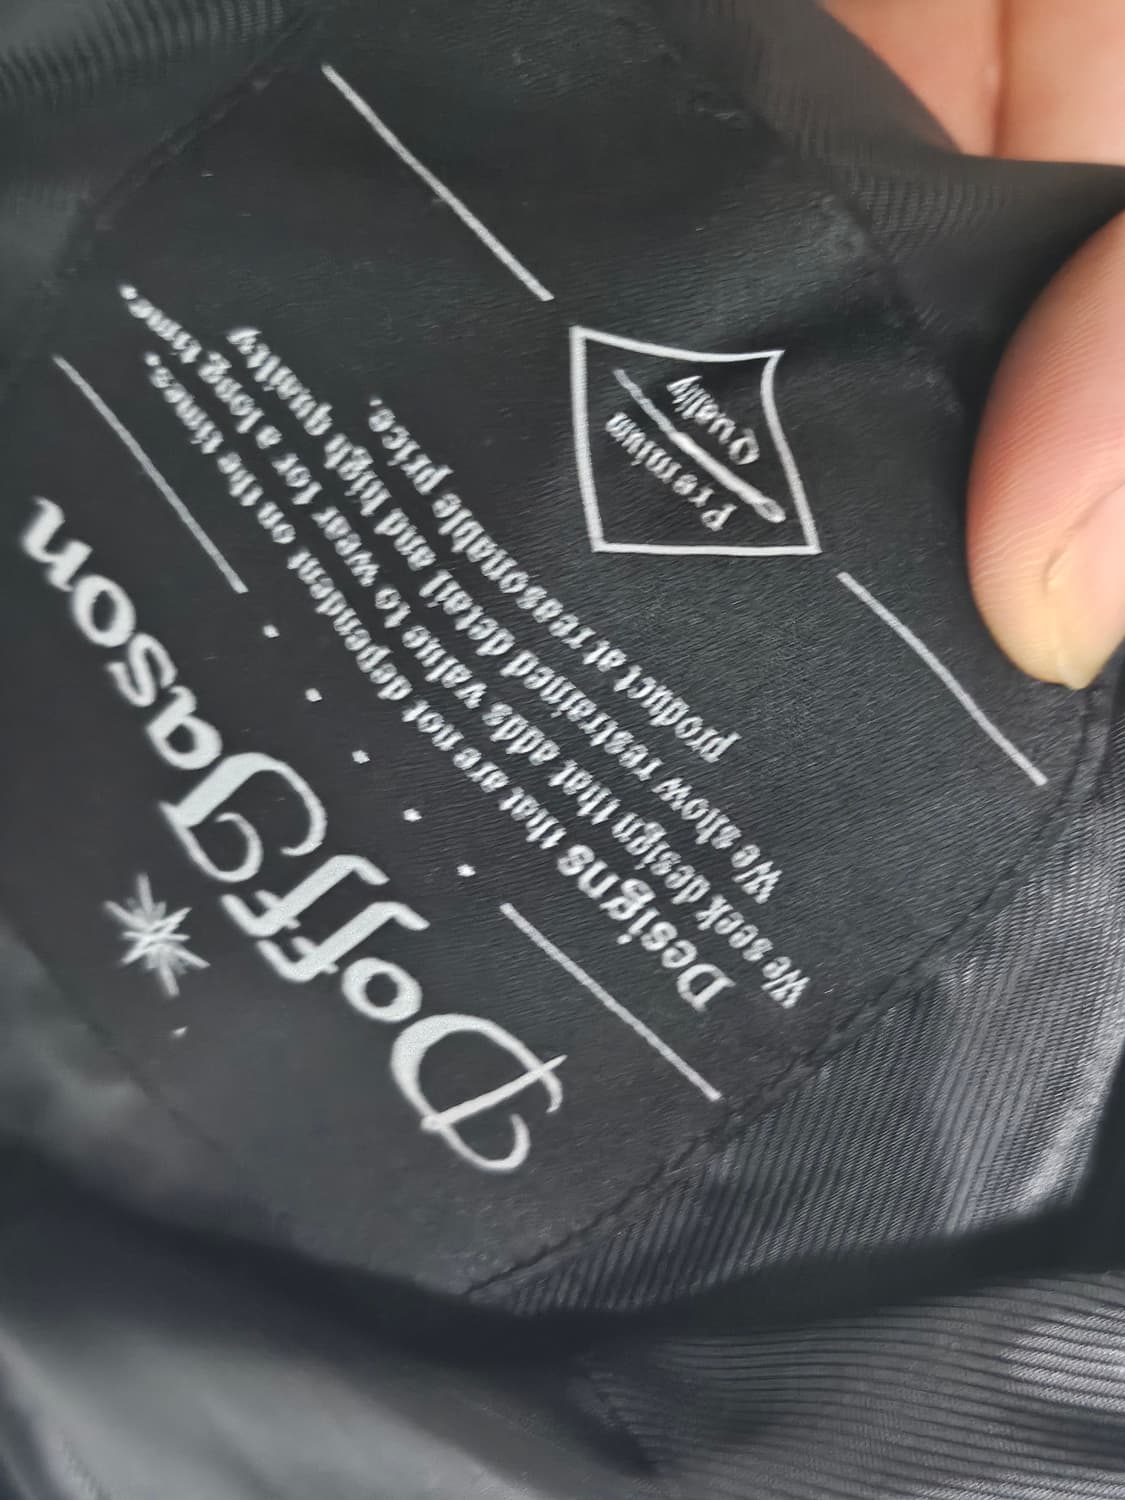 Doffjason
Designs that are not dependent on the times.
We seek design that adds value to wear for a long time.
We show restrained detail and high quality
product at reasonable price.
Premium
Quality